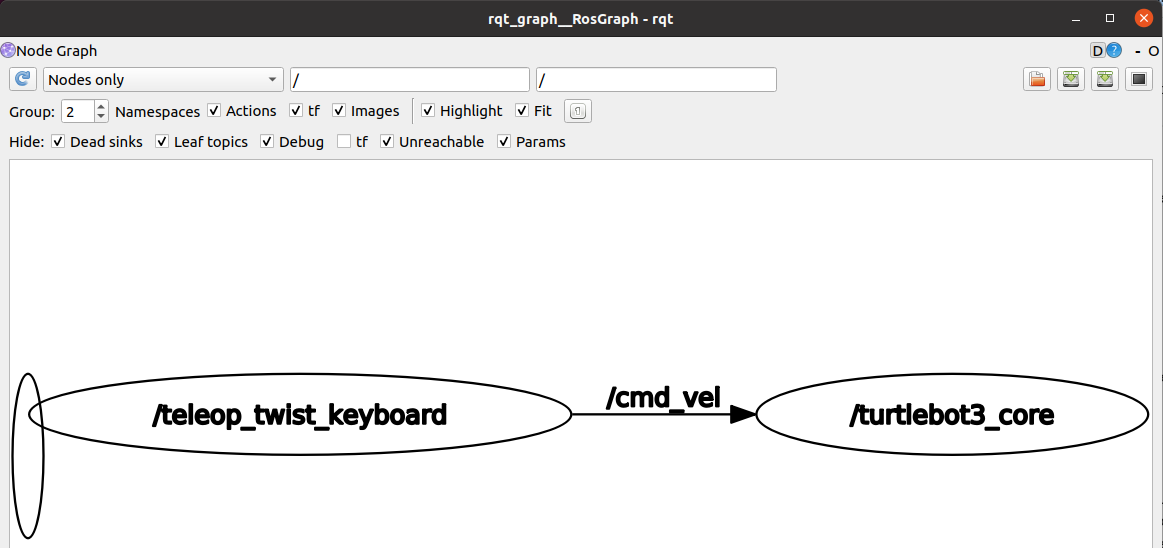 rqt_graph__RosGraph - rqt
Node Graph D ? - O
Nodes only / /
Group: 2 Namespaces Actions tf Images Highlight Fit
Hide: Dead sinks Leaf topics Debug tf Unreachable Params
/teleop_twist_keyboard /cmd_vel /turtlebot3_core